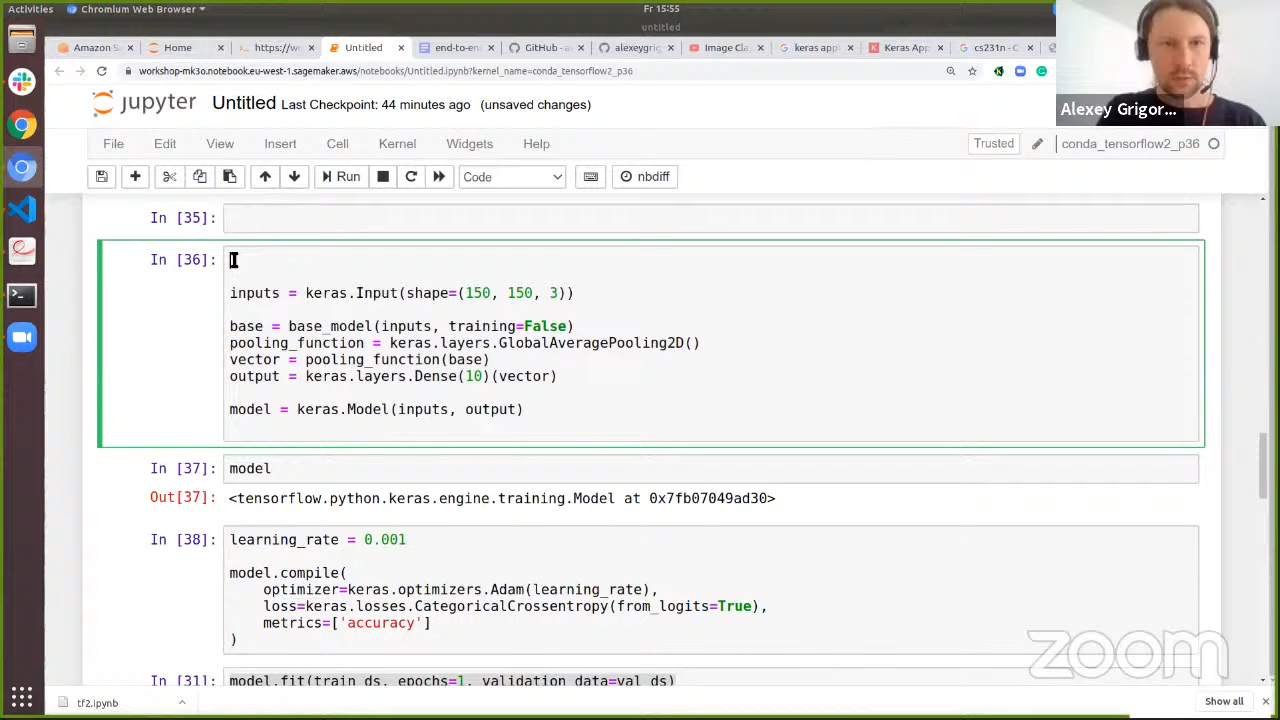 Activities
Chromium Web Browser
Fr 15:55
untitled
Amazon Sa
Home
https://w
Untitled
end-to-en
GitHub - a
alexeygrig
Image Cla
keras appl
Keras App
cs231n - C
workshop-mk3o.notebook.eu-west-1.sagemaker.aws/notebooks/Untitled.ipynb?kernel_name=conda_tensorflow2_p36
Alexey Grigor...
jupyter Untitled Last Checkpoint: 44 minutes ago (unsaved changes)
File Edit View Insert Cell Kernel Widgets Help
Trusted
conda_tensorflow2_p36
Run
Code
nbdiff
In [35]:
In [36]:
inputs = keras.Input(shape=(150, 150, 3))
base = base_model(inputs, training=False)
pooling_function = keras.layers.GlobalAveragePooling2D()
vector = pooling_function(base)
output = keras.layers.Dense(10)(vector)
model = keras.Model(inputs, output)
In [37]: model
Out[37]: <tensorflow.python.keras.engine.training.Model at 0x7fb07049ad30>
In [38]: learning_rate = 0.001
model.compile(
optimizer=keras.optimizers.Adam(learning_rate),
loss=keras.losses.CategoricalCrossentropy(from_logits=True),
metrics=['accuracy']
)
In [31]: model.fit(train_ds, epochs=1, validation_data=val_ds)
zoom
tf2.ipynb
Show all